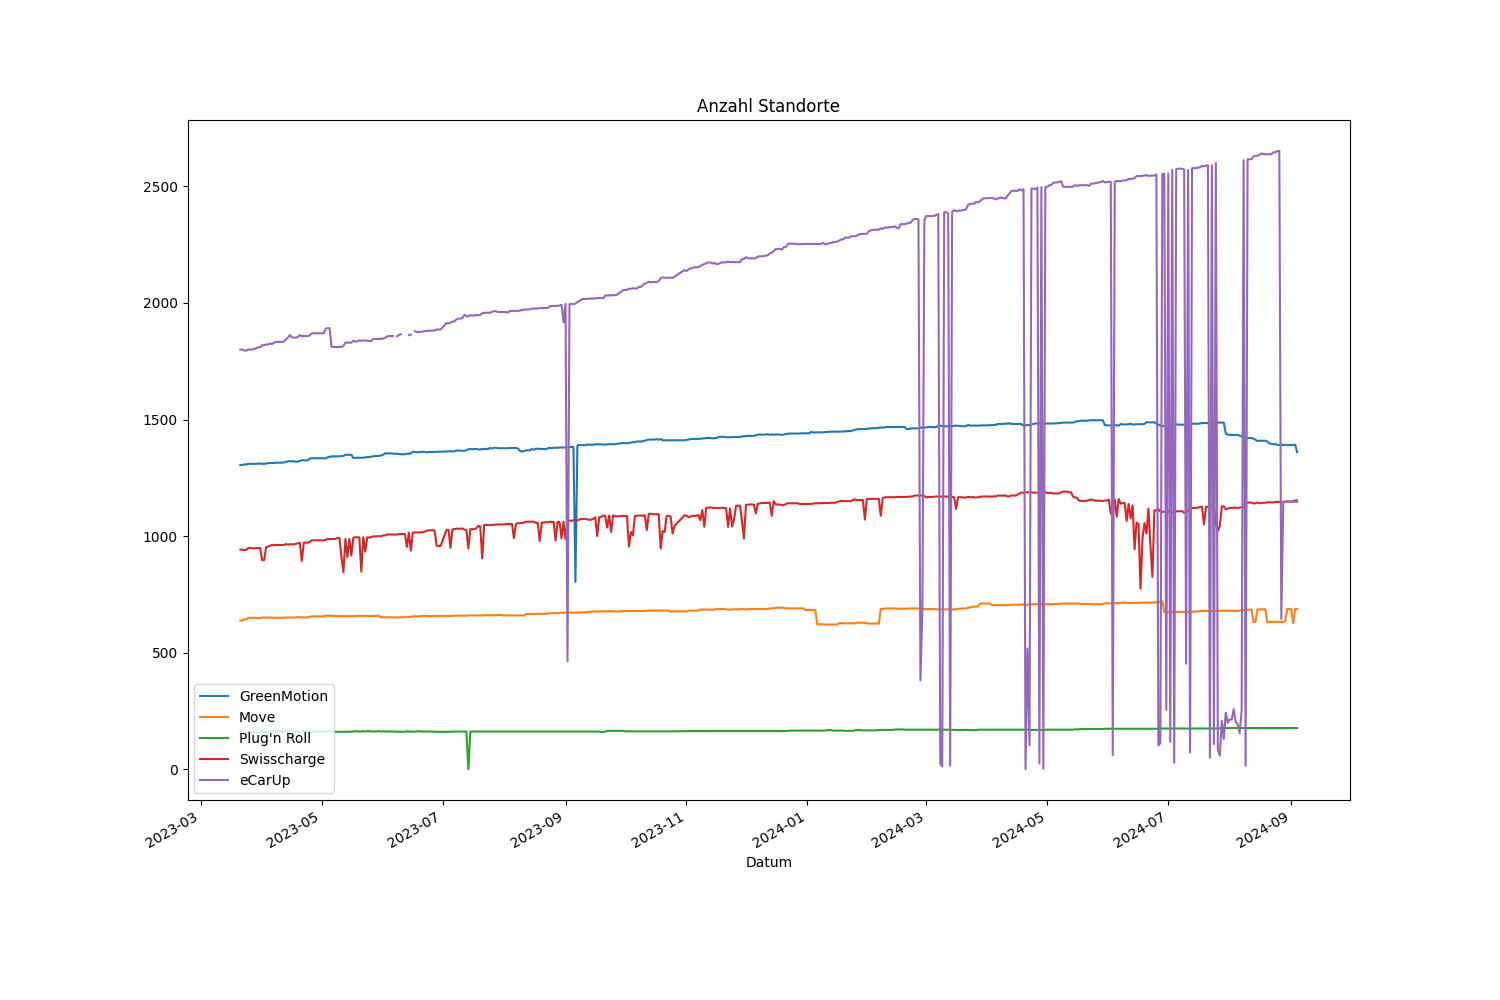 Anzahl Standorte
2500
2000
1500
1000
500
0
GreenMotion
Move
Plug'n Roll
Swisscharge
eCarUp
2023-03
2023-05
2023-07
2023-09
2023-11
2024-01
2024-03
2024-05
2024-07
2024-09
Datum